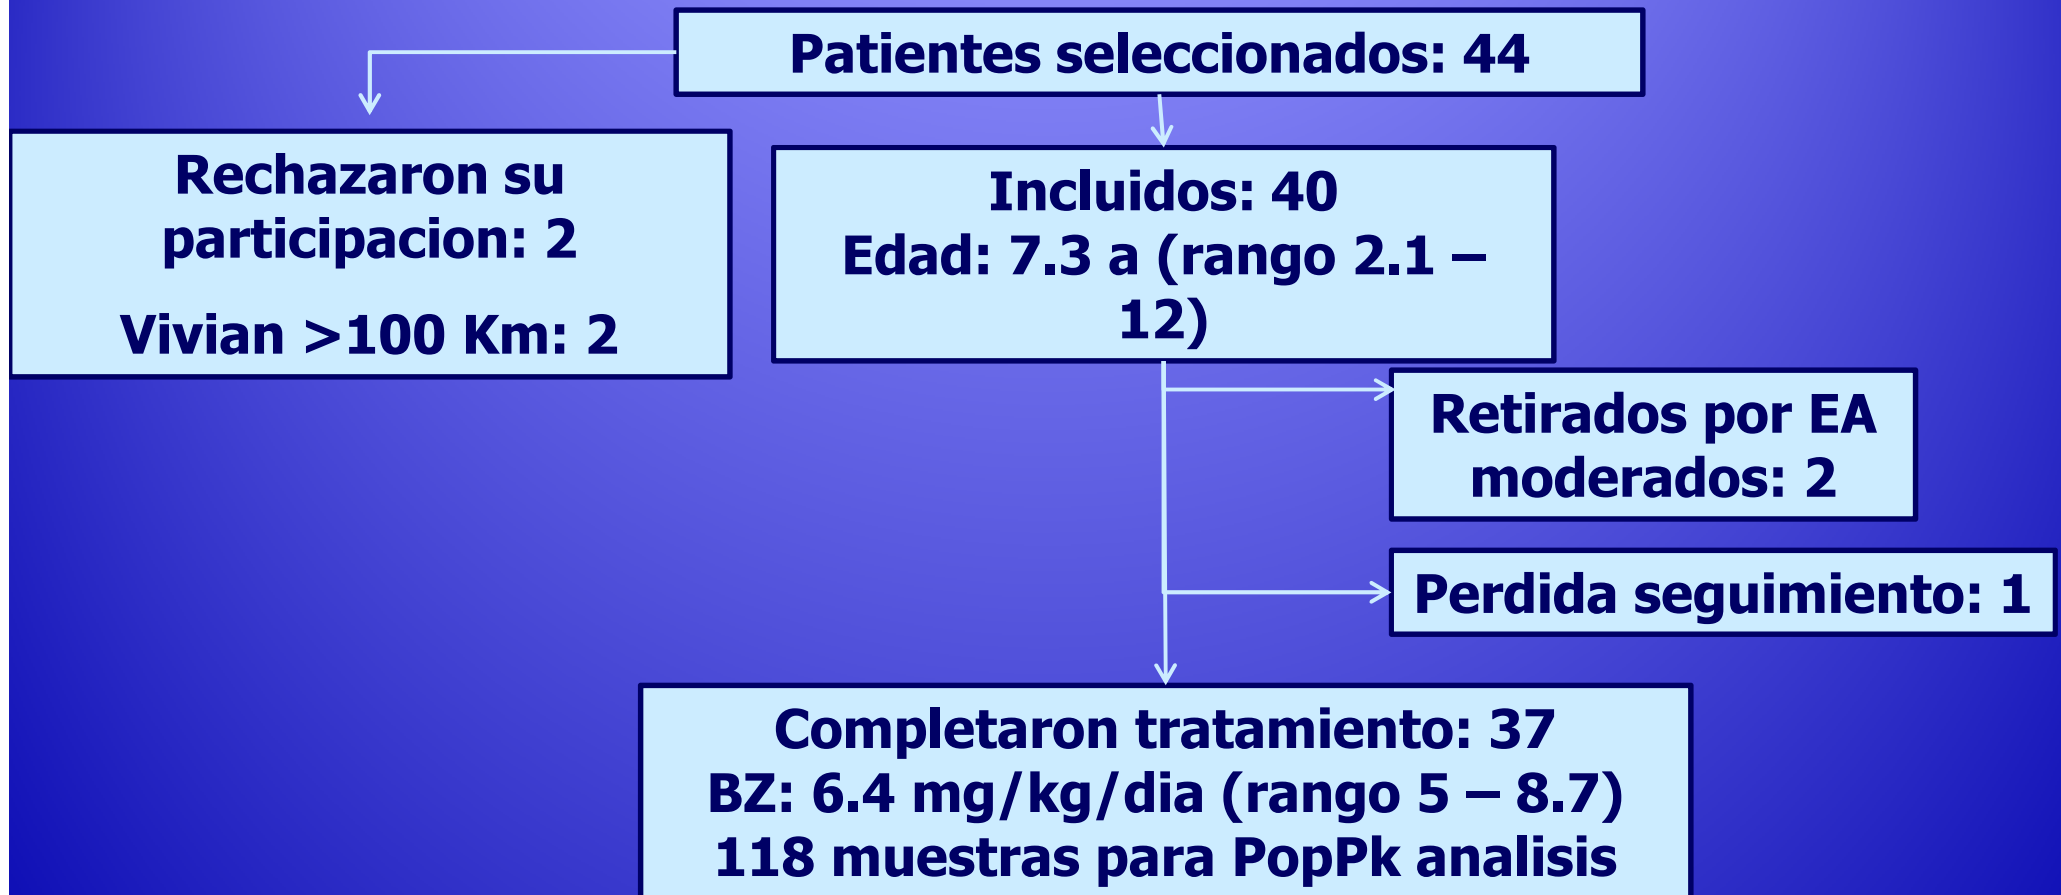 Patientes seleccionados: 44
Rechazaron su
participacion: 2
Vivian >100 Km: 2
Incluidos: 40
Edad: 7.3 a (rango 2.1 –
12)
Retirados por EA
moderados: 2
Perdida seguimiento: 1
Completaron tratamiento: 37
BZ: 6.4 mg/kg/dia (rango 5 – 8.7)
118 muestras para PopPk analisis